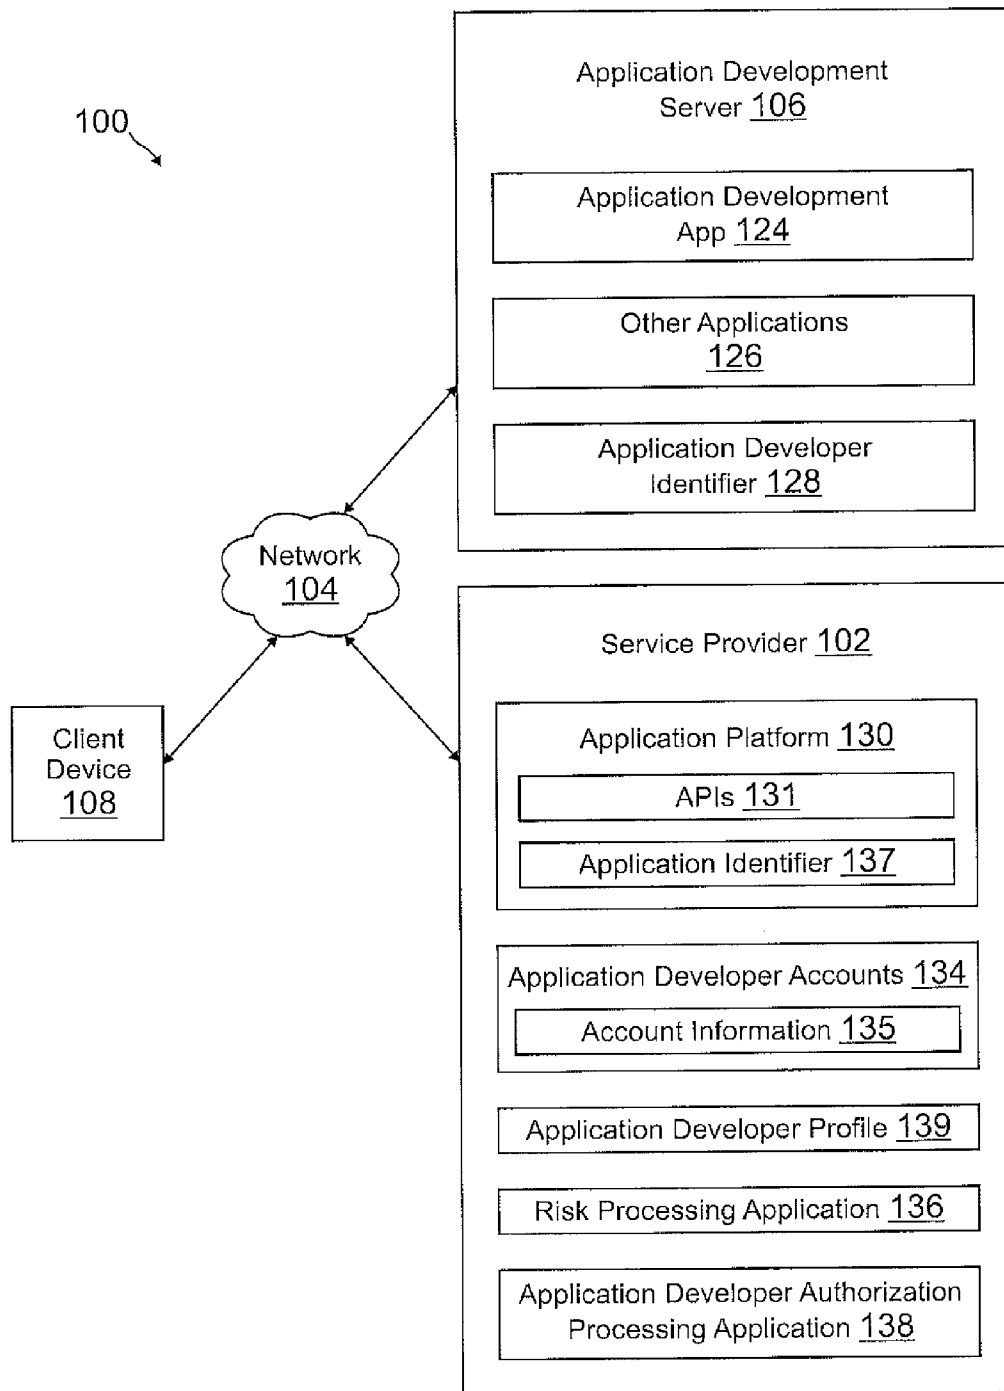 100
Application Development
Server 106
Application Development
App 124
Other Applications
126
Application Developer
Identifier 128
Network
104
Client
Device
108
Service Provider 102
Application Platform 130
APIs 131
Application Identifier 137
Application Developer Accounts 134
Account Information 135
Application Developer Profile 139
Risk Processing Application 136
Application Developer Authorization
Processing Application 138